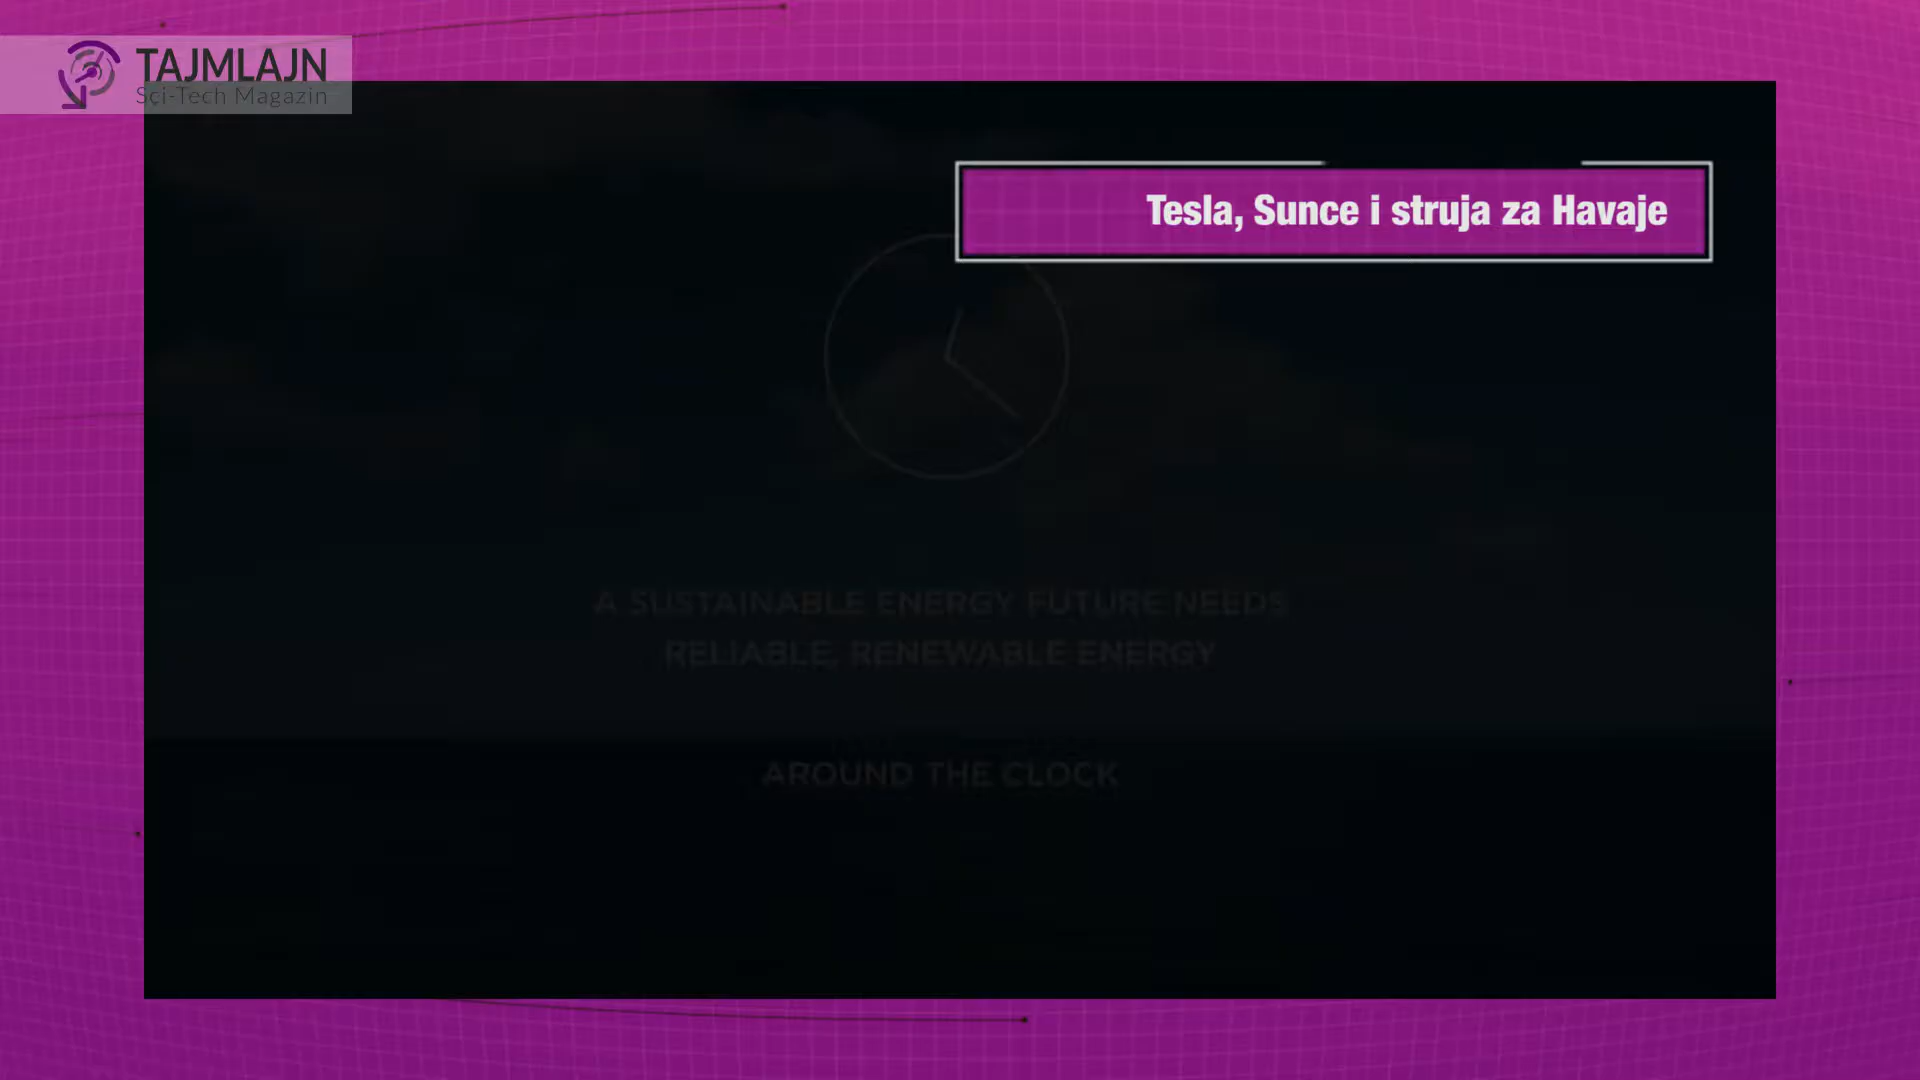 TAJMLAJN
Sci-Tech Magazin
Tesla, Sunce i struja za Havaje
A SUSTAINABLE ENERGY FUTURE NEEDS
RELIABLE, RENEWABLE ENERGY
AROUND THE CLOCK